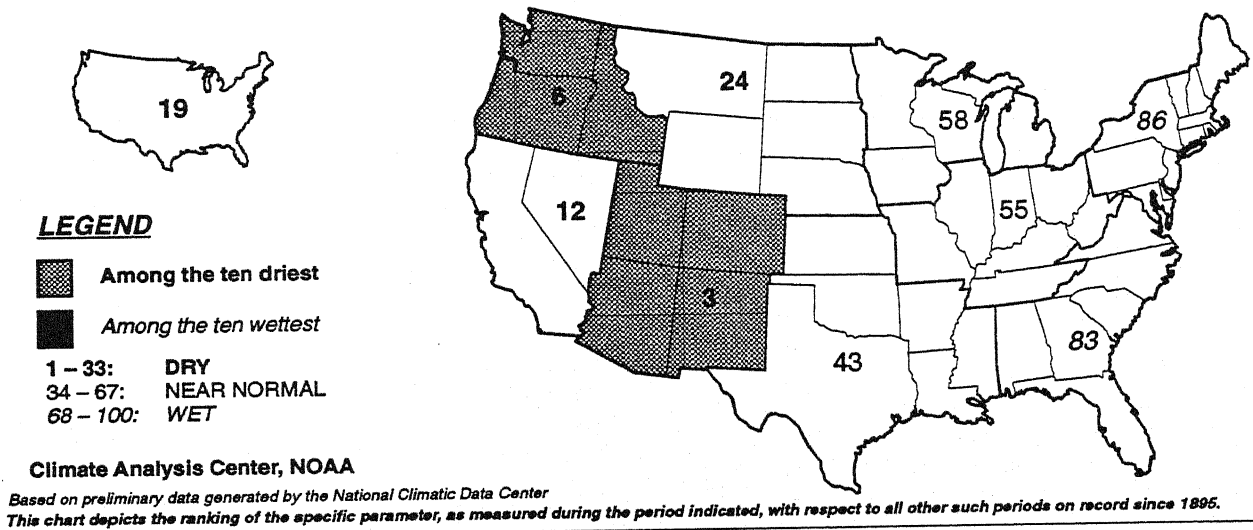 19
6
24
58
86
12
55
3
83
43
LEGEND
Among the ten driest
Among the ten wettest
1 – 33: DRY
34 – 67: NEAR NORMAL
68 – 100: WET
Climate Analysis Center, NOAA
Based on preliminary data generated by the National Climatic Data Center
This chart depicts the ranking of the specific parameter, as measured during the period indicated, with respect to all other such periods on record since 1895.